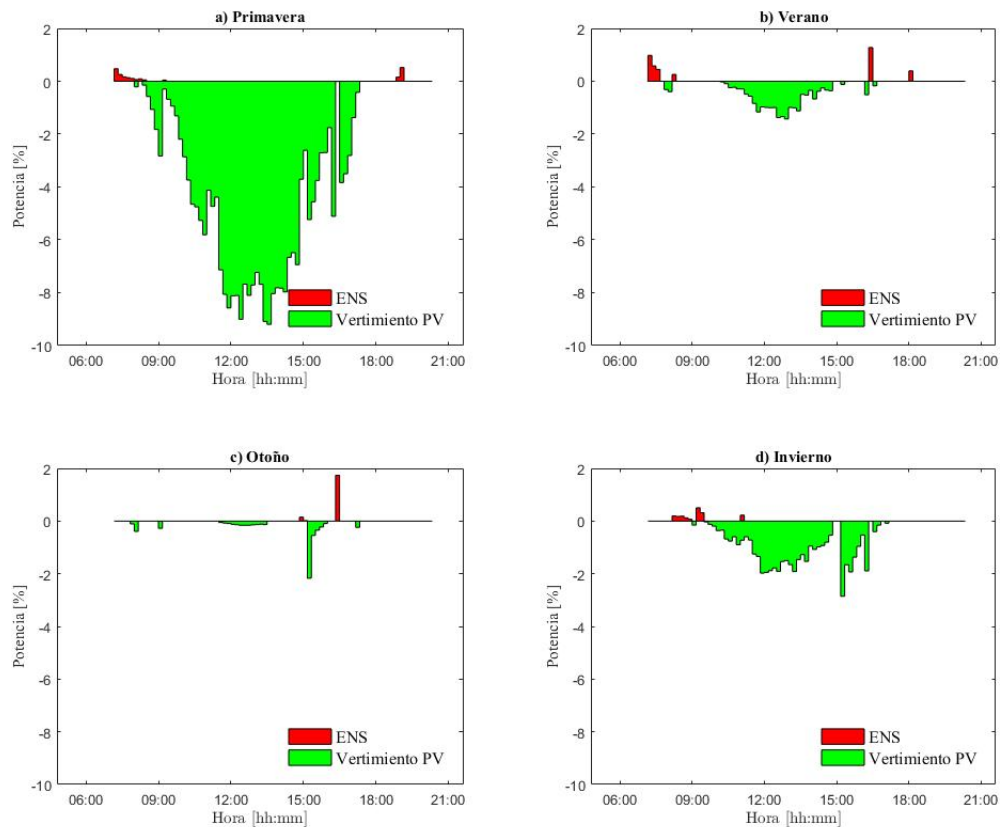 a) Primavera
2
0
-2
-4
-6
-8
-10
Potencia [%]
ENS
Vertimiento PV
06:00 09:00 12:00 15:00 18:00 21:00
Hora [hh:mm]
b) Verano
2
0
-2
-4
-6
-8
-10
Potencia [%]
ENS
Vertimiento PV
06:00 09:00 12:00 15:00 18:00 21:00
Hora [hh:mm]
c) Otoño
2
0
-2
-4
-6
-8
-10
Potencia [%]
ENS
Vertimiento PV
06:00 09:00 12:00 15:00 18:00 21:00
Hora [hh:mm]
d) Invierno
2
0
-2
-4
-6
-8
-10
Potencia [%]
ENS
Vertimiento PV
06:00 09:00 12:00 15:00 18:00 21:00
Hora [hh:mm]